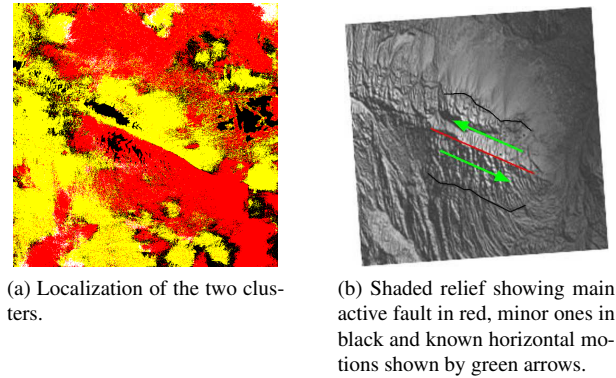 (a) Localization of the two clus-
ters.
(b) Shaded relief showing main
active fault in red, minor ones in
black and known horizontal mo-
tions shown by green arrows.